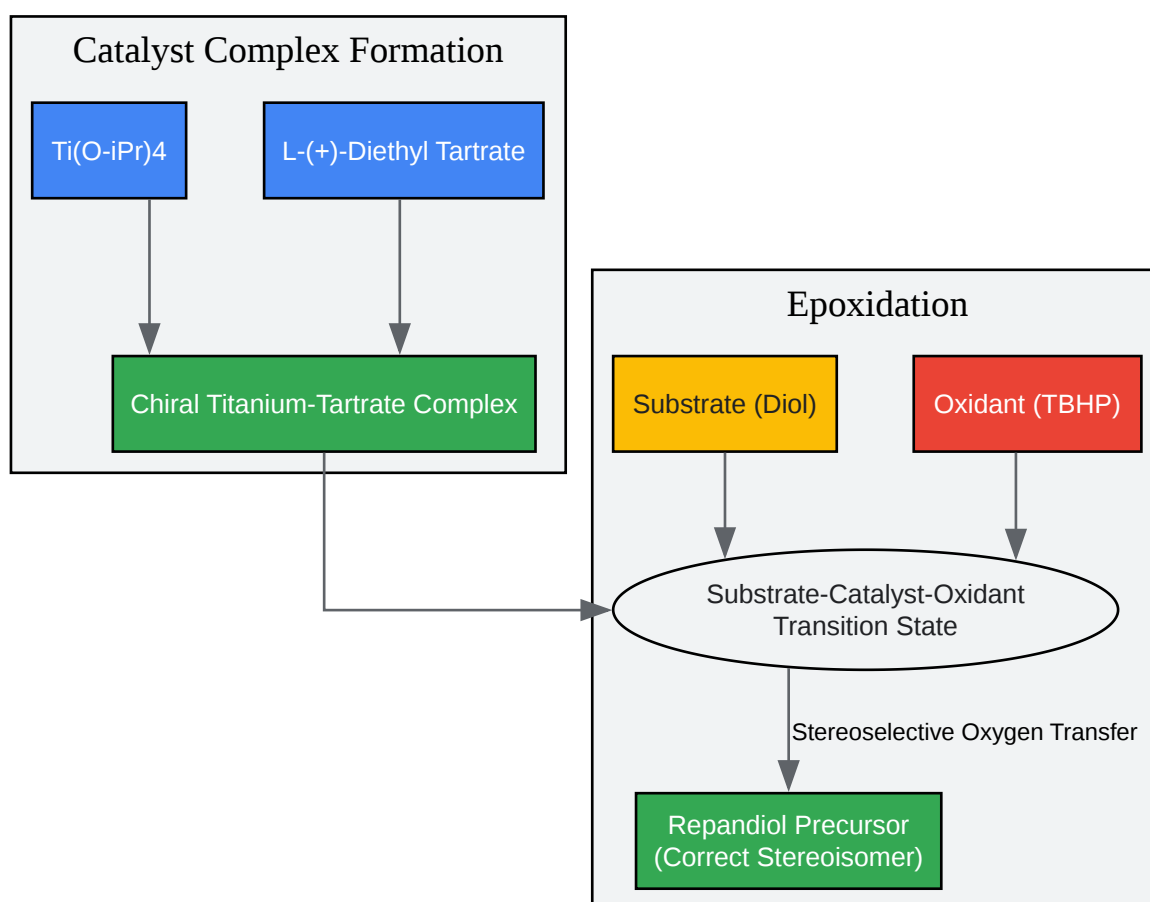 Catalyst Complex Formation
Ti(O-iPr)4
L-(+)-Diethyl Tartrate
Chiral Titanium-Tartrate Complex
Epoxidation
Substrate (Diol)
Oxidant (TBHP)
Substrate-Catalyst-Oxidant
Transition State
Stereoselective Oxygen Transfer
Repandiol Precursor
(Correct Stereoisomer)